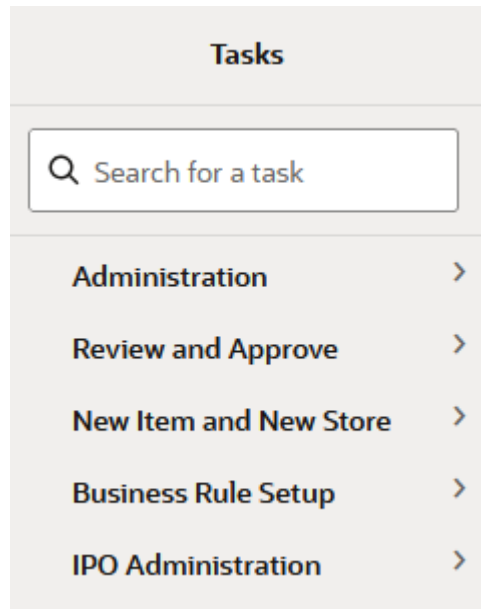 Tasks
Search for a task
Administration
Review and Approve
New Item and New Store
Business Rule Setup
IPO Administration